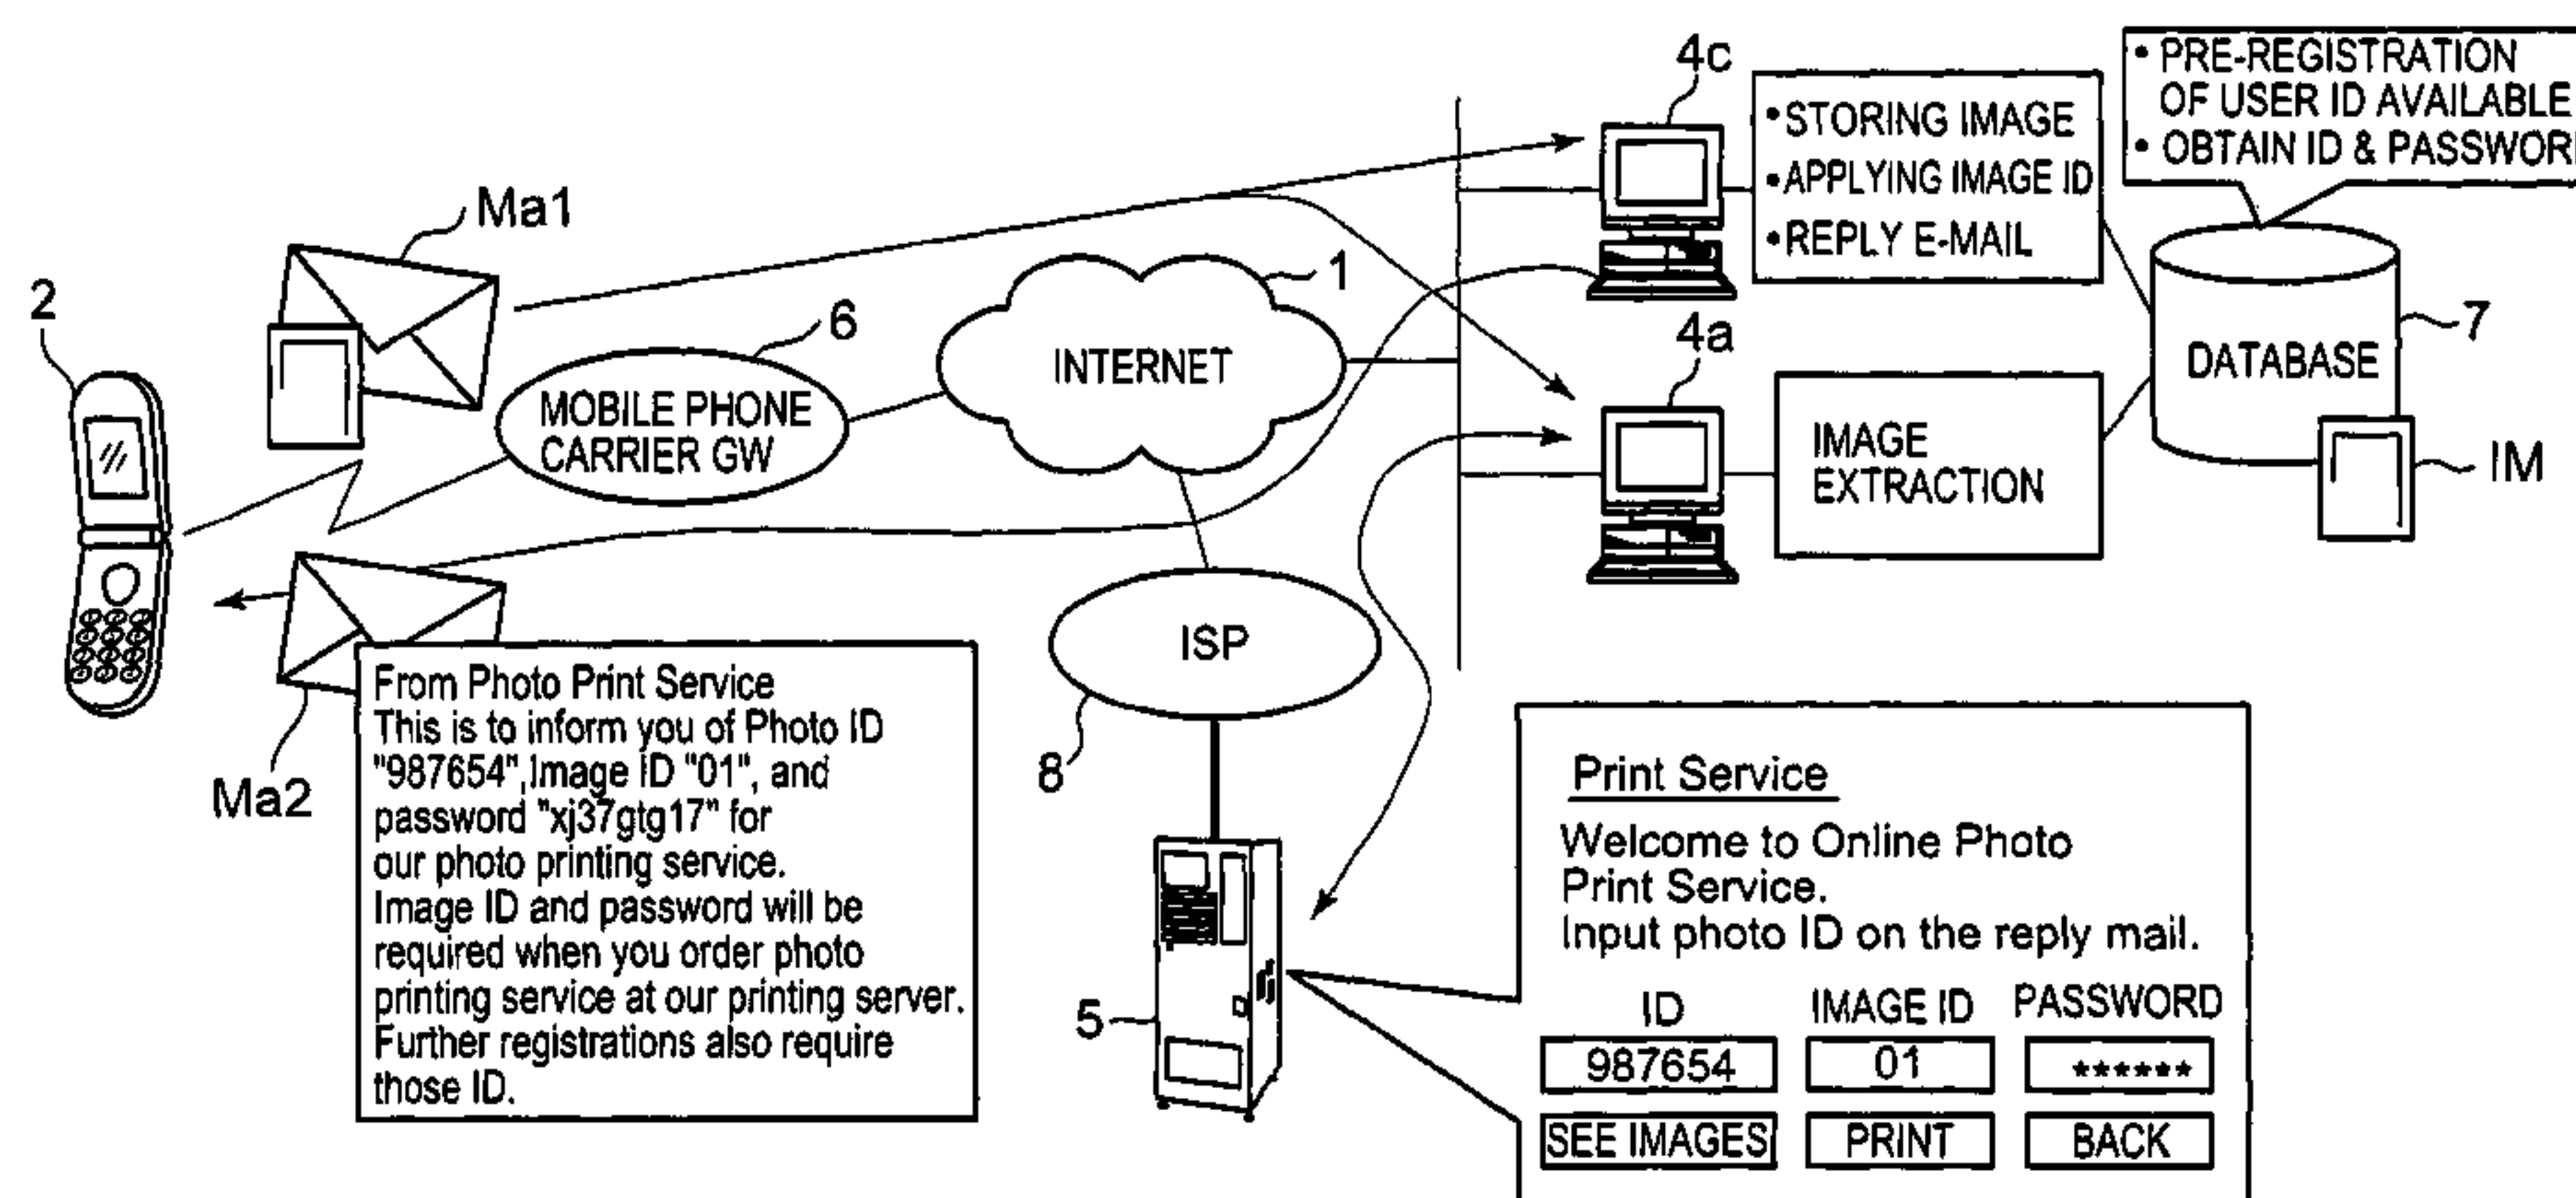 4c
• PRE-REGISTRATION
OF USER ID AVAILABLE
• OBTAIN ID & PASSWOR
• STORING IMAGE
• APPLYING IMAGE ID
• REPLY E-MAIL
Ma1
1
2
6
INTERNET
MOBILE PHONE
CARRIER GW
4a
7
DATABASE
IMAGE
EXTRACTION
IM
ISP
8
Ma2
From Photo Print Service
This is to inform you of Photo ID
"987654",Image ID "01", and
password "xj37gtg17" for
our photo printing service.
Image ID and password will be
required when you order photo
printing service at our printing server.
Further registrations also require
those ID.
5
Print Service
Welcome to Online Photo
Print Service.
Input photo ID on the reply mail.
ID IMAGE ID PASSWORD
987654 01 ******
SEE IMAGES PRINT BACK